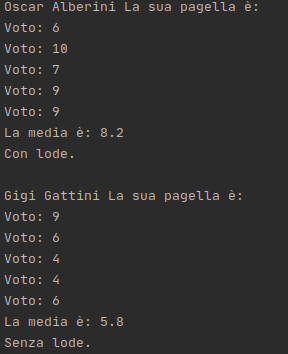 Oscar Alberini La sua pagella è:
Voto: 6
Voto: 10
Voto: 7
Voto: 9
Voto: 9
La media è: 8.2
Con lode.

Gigi Gattini La sua pagella è:
Voto: 9
Voto: 6
Voto: 4
Voto: 4
Voto: 6
La media è: 5.8
Senza lode.